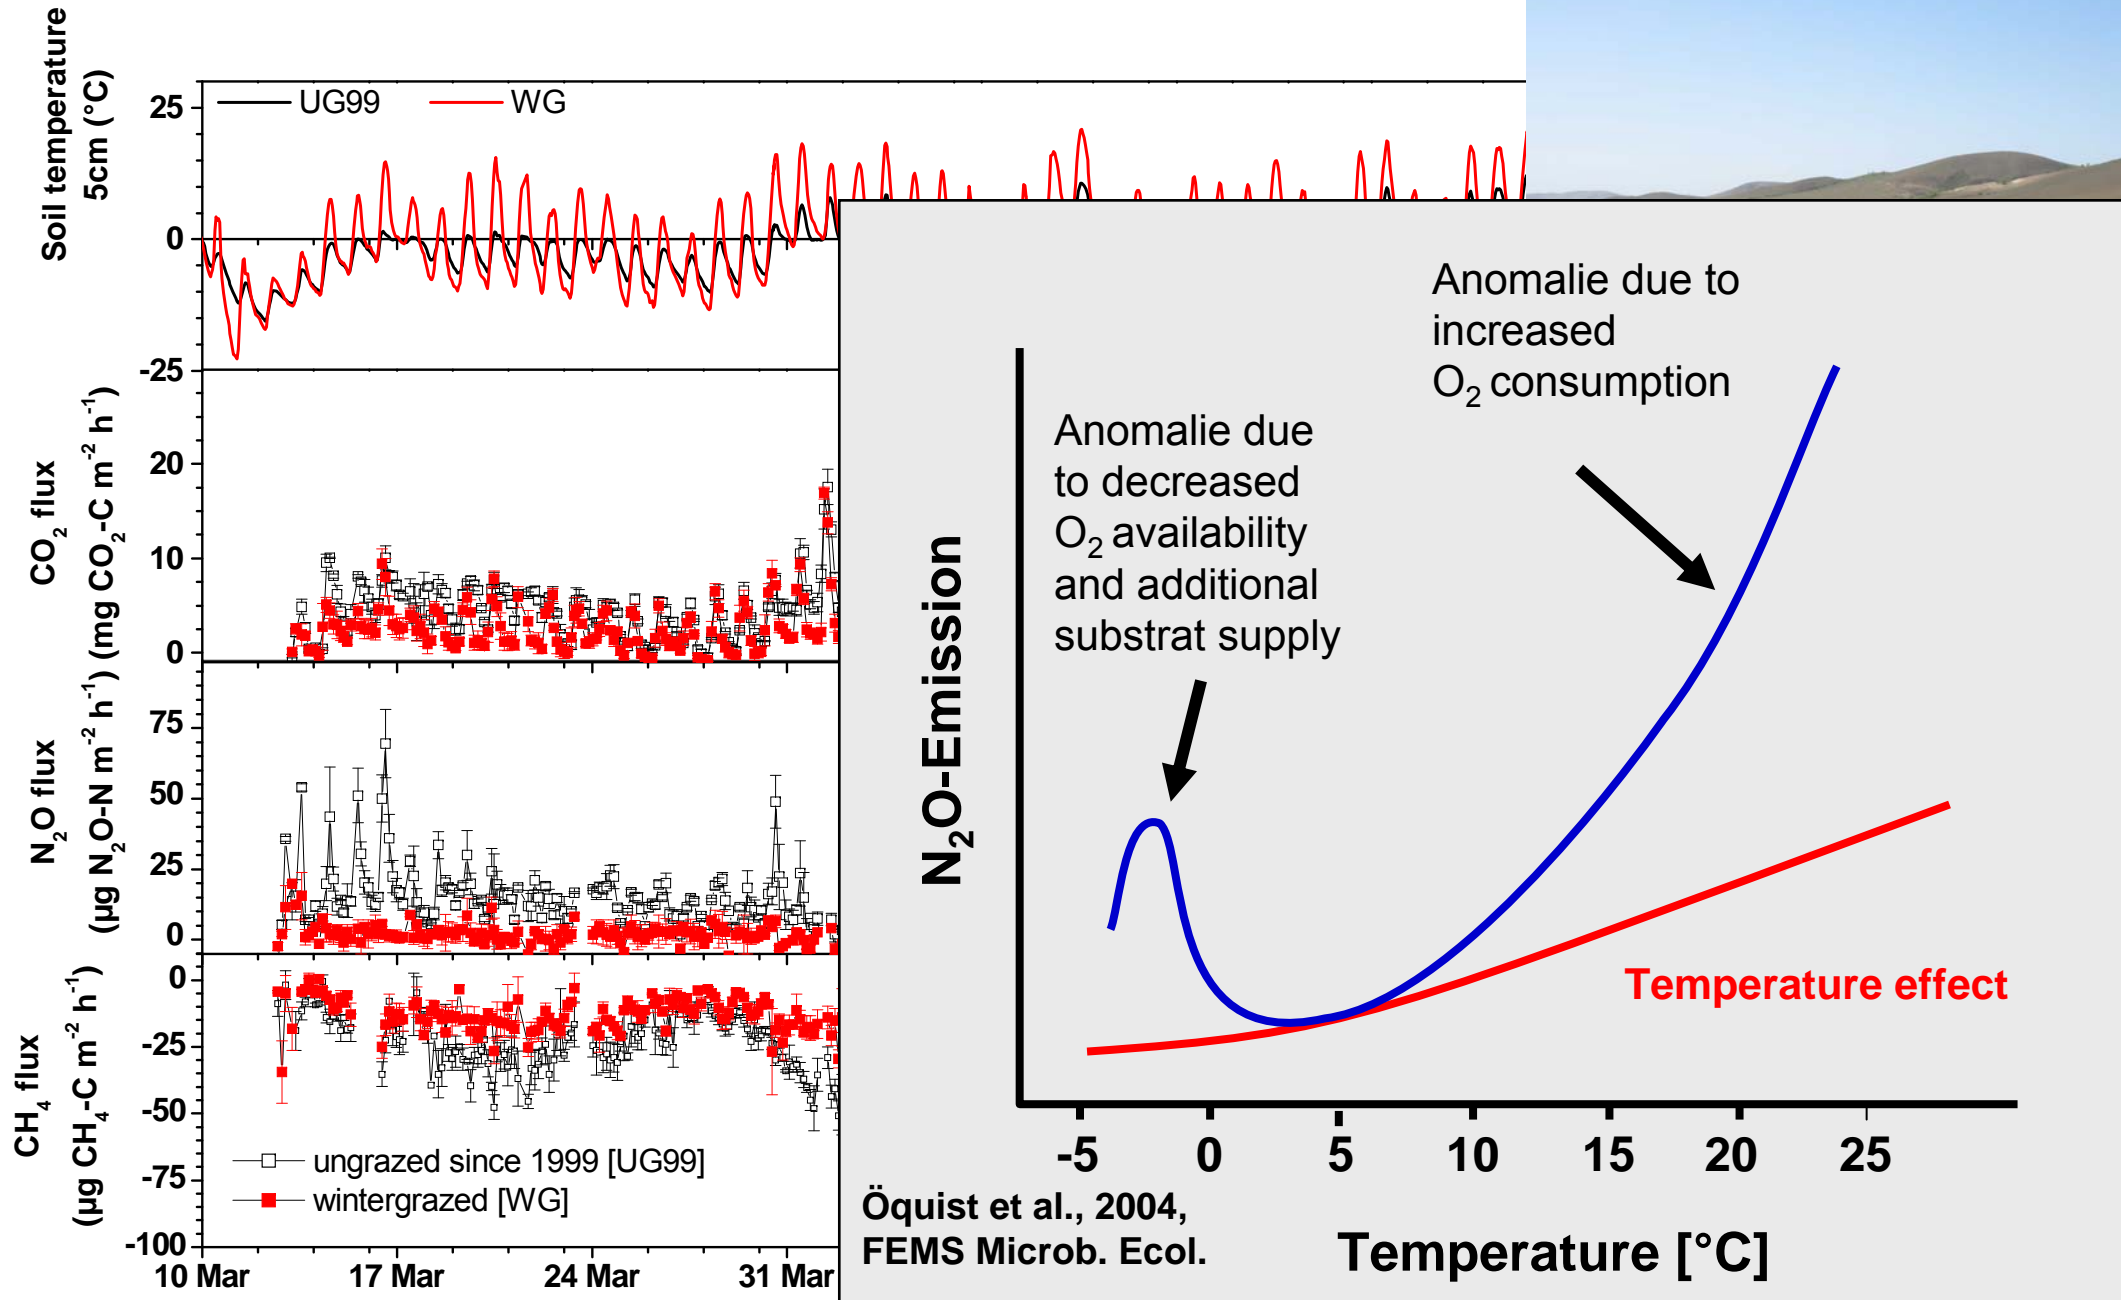 Soil temperature
5cm (°C)
25
0
-25
UG99
WG
CO₂ flux
(mg CO₂-C m⁻² h⁻¹)
20
10
0
N₂O flux
(µg N₂O-N m⁻² h⁻¹)
75
50
25
0
CH₄ flux
(µg CH₄-C m⁻² h⁻¹)
0
-25
-50
-75
-100
ungrazed since 1999 [UG99]
wintergrazed [WG]
10 Mar
17 Mar
24 Mar
31 Mar
Anomalie due to
increased
O₂ consumption
Anomalie due
to decreased
O₂ availability
and additional
substrat supply
N₂O-Emission
Temperature effect
-5
0
5
10
15
20
25
Öquist et al., 2004,
FEMS Microb. Ecol.
Temperature [°C]